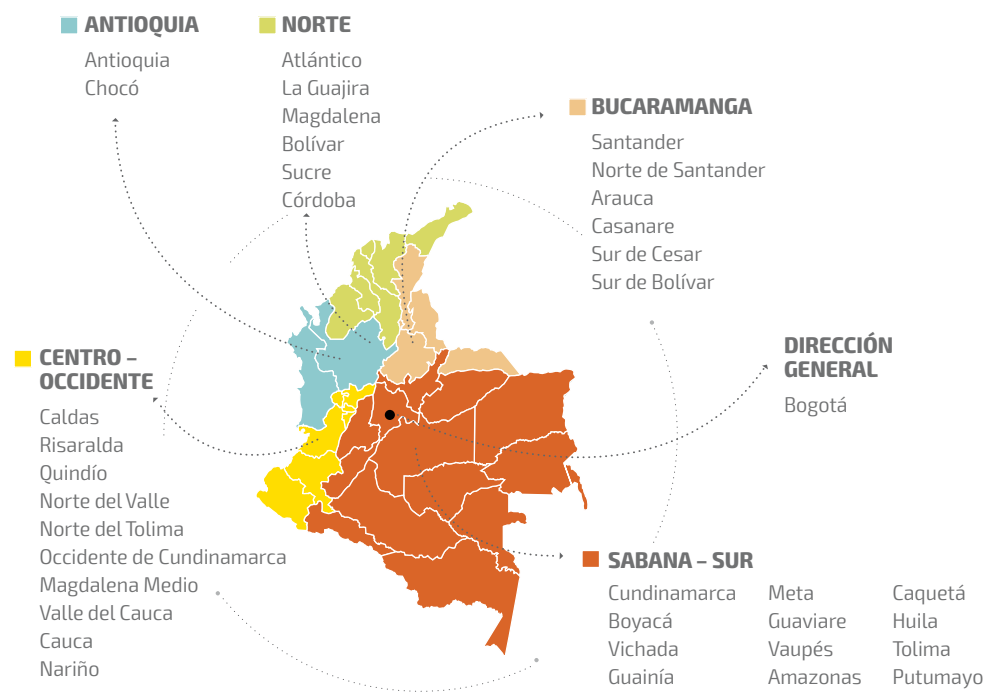 ANTIOQUIA
Antioquia
Chocó
NORTE
Atlántico
La Guajira
Magdalena
Bolívar
Sucre
Córdoba
BUCARAMANGA
Santander
Norte de Santander
Arauca
Casanare
Sur de Cesar
Sur de Bolívar
CENTRO –
OCCIDENTE
Caldas
Risaralda
Quindío
Norte del Valle
Norte del Tolima
Occidente de Cundinamarca
Magdalena Medio
Valle del Cauca
Cauca
Nariño
DIRECCIÓN
GENERAL
Bogotá
SABANA – SUR
Cundinamarca
Boyacá
Vichada
Guainía
Meta
Guaviare
Vaupés
Amazonas
Caquetá
Huila
Tolima
Putumayo